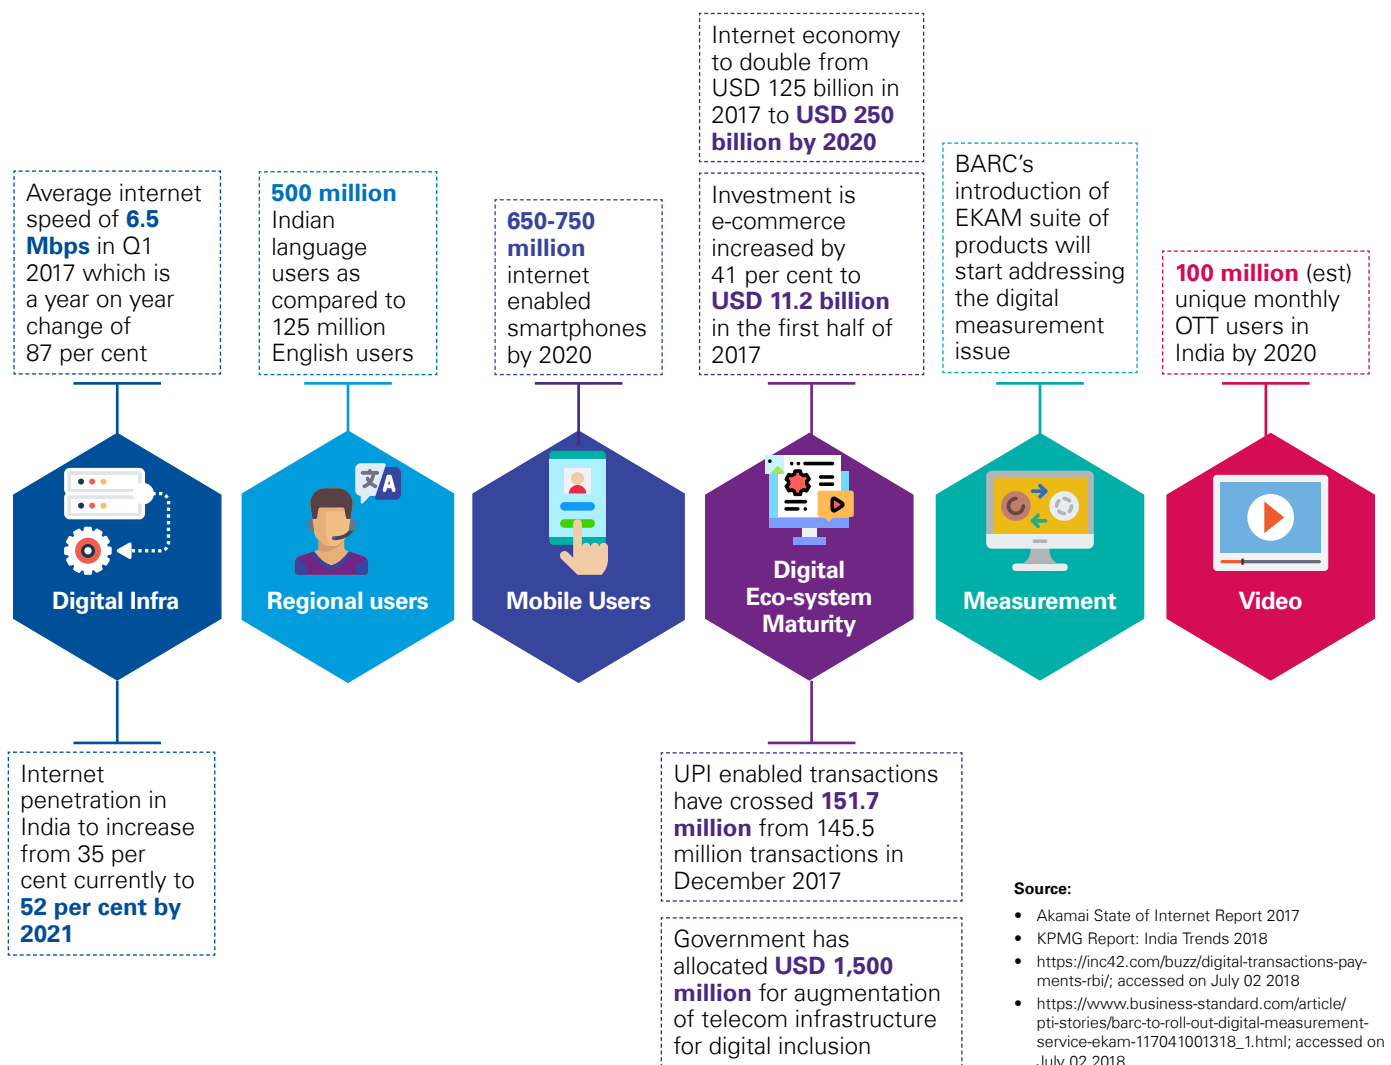 Internet economy
to double from
USD 125 billion in
2017 to USD 250
billion by 2020
Average internet
speed of 6.5
Mbps in Q1
2017 which is
a year on year
change of
87 per cent
500 million
Indian
language
users as
compared to
125 million
English users
650-750
million
internet
enabled
smartphones
by 2020
Investment is
e-commerce
increased by
41 per cent to
USD 11.2 billion
in the first half of
2017
BARC's
introduction of
EKAM suite of
products will
start addressing
the digital
measurement
issue
100 million (est)
unique monthly
OTT users in
India by 2020
文A
Digital Infra
Regional users
Mobile Users
Digital
Eco-system
Maturity
Measurement
Video
Internet
penetration in
India to increase
from 35 per
cent currently to
52 per cent by
2021
UPI enabled transactions
have crossed 151.7
million from 145.5
million transactions in
December 2017
Government has
allocated USD 1,500
million for augmentation
of telecom infrastructure
for digital inclusion
Source:
• Akamai State of Internet Report 2017
• KPMG Report: India Trends 2018
• https://inc42.com/buzz/digital-transactions-pay-
ments-rbi/; accessed on July 02 2018
• https://www.business-standard.com/article/
pti-stories/barc-to-roll-out-digital-measurement-
service-ekam-117041001318_1.html; accessed on
July 02 2018